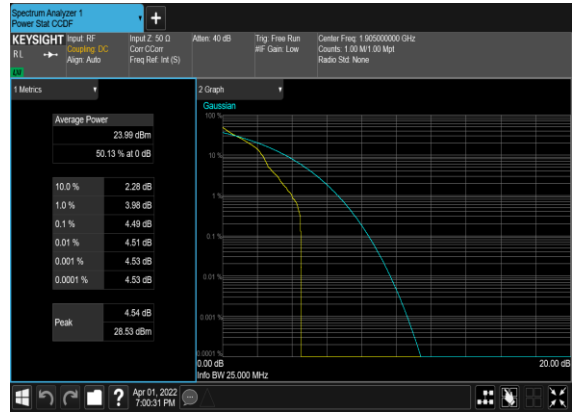 Spectrum Analyzer 1
Power Stat CCDF
+
KEYSIGHT
R L
Input: RF
Coupling: DC
Align: Auto
Input Z: 50 Ω
Corr CCorr
Freq Ref: Int (S)
Atten: 40 dB
Trig: Free Run
#IF Gain: Low
Center Freq: 1.905000000 GHz
Counts: 1.00 M/1.00 Mpt
Radio Std: None
1 Metrics
Average Power
23.99 dBm
50.13 % at 0 dB
10.0 % 2.28 dB
1.0 % 3.98 dB
0.1 % 4.49 dB
0.01 % 4.51 dB
0.001 % 4.53 dB
0.0001 % 4.53 dB
Peak
4.54 dB
28.53 dBm
2 Graph
Gaussian
100 %
10 %
1 %
0.1 %
0.01 %
0.001 %
0.0001 %
0.00 dB
20.00 dB
Info BW 25.000 MHz
?
Apr 01, 2022
7:00:31 PM